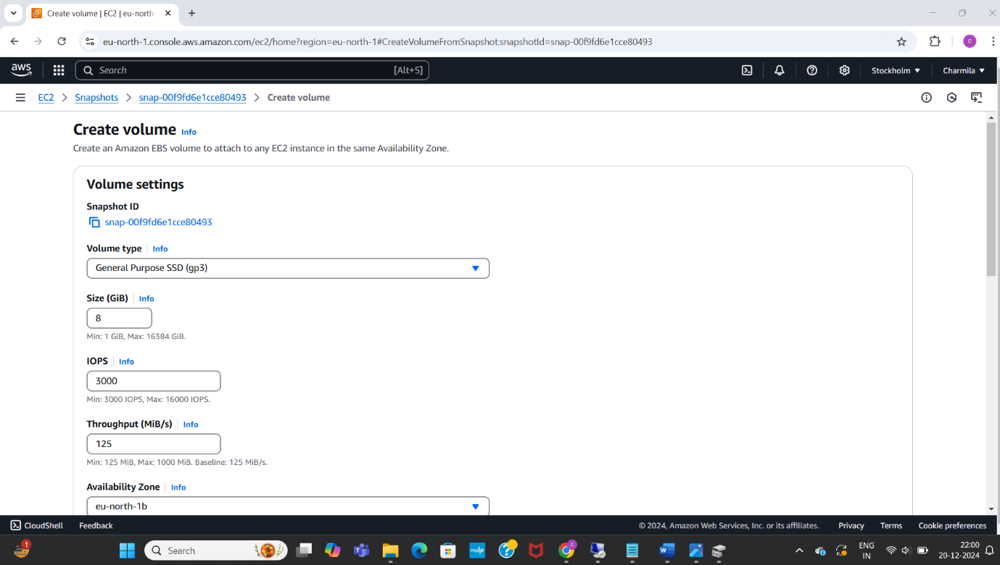 Create volume | EC2 | eu-north-
eu-north-1.console.aws.amazon.com/ec2/home?region=eu-north-1#CreateVolumeFromSnapshot:snapshotId=snap-00f9fd6e1cce80493
C
aws
Search [Alt+S]
Stockholm
Charmila
EC2 > Snapshots > snap-00f9fd6e1cce80493 > Create volume
Create volume Info
Create an Amazon EBS volume to attach to any EC2 instance in the same Availability Zone.
Volume settings
Snapshot ID
snap-00f9fd6e1cce80493
Volume type Info
General Purpose SSD (gp3)
Size (GiB) Info
8
Min: 1 GiB, Max: 16384 GiB.
IOPS Info
3000
Min: 3000 IOPS, Max: 16000 IOPS.
Throughput (MiB/s) Info
125
Min: 125 MiB, Max: 1000 MiB. Baseline: 125 MiB/s.
Availability Zone Info
eu-north-1b
CloudShell Feedback © 2024, Amazon Web Services, Inc. or its affiliates. Privacy Terms Cookie preferences
1
Search
ENG
IN
22:00
20-12-2024